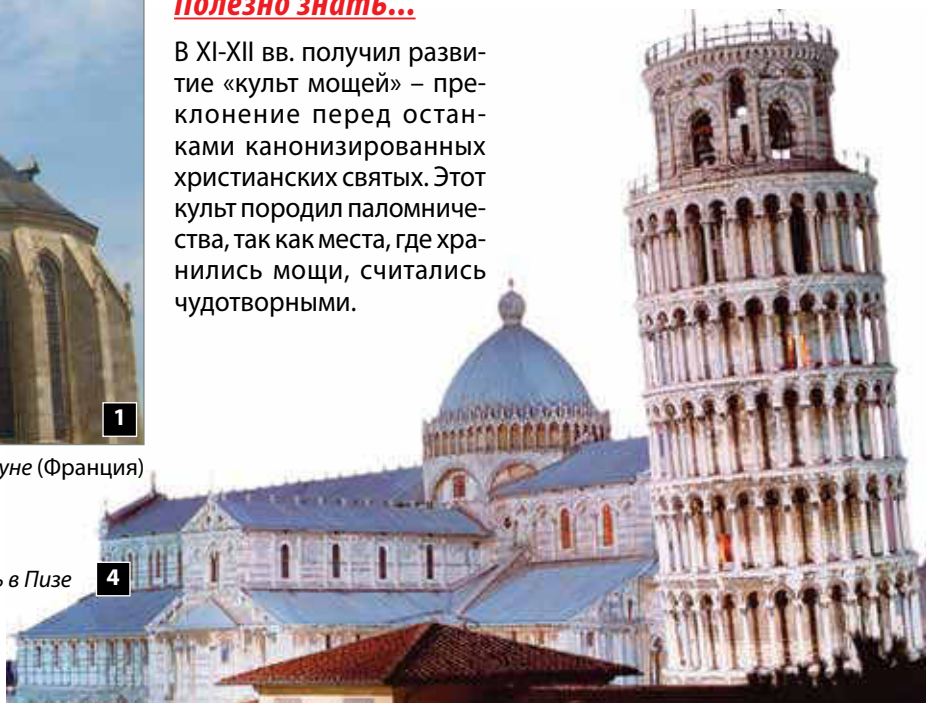 Полезно знать...
В XI-XII вв. получил разви-
тие «культ мощей» – пре-
клонение перед остан-
ками канонизированных
христианских святых. Этот
культ породил паломниче-
ства, так как места, где хра-
нились мощи, считались
чудотворными.
1
уне (Франция)
ь в Пизе 4